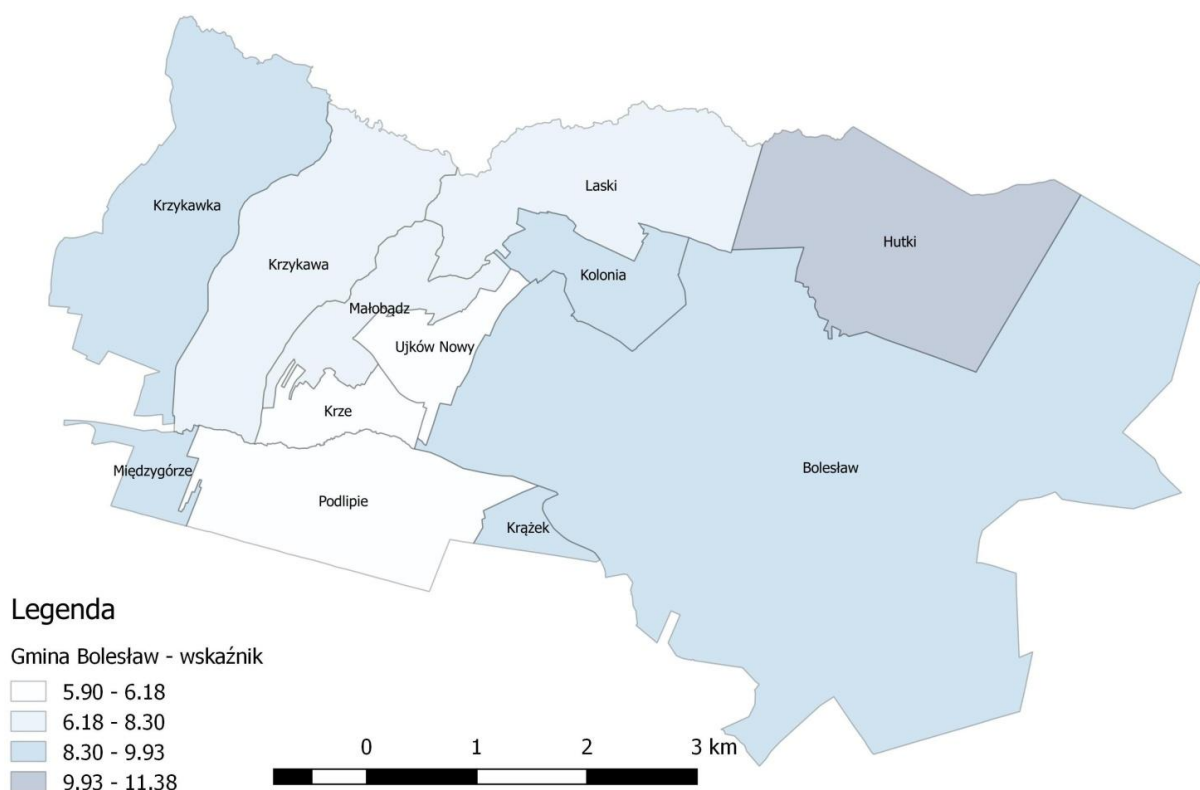 Krzykawka
Laski
Hutki
Krzykawa
Kolonia
Małobądz
Ujków Nowy
Krze
Międzygórze
Bolesław
Podlipie
Krążek
Legenda
Gmina Bolesław - wskaźnik
5.90 - 6.18
6.18 - 8.30
8.30 - 9.93
9.93 - 11.38
0 1 2 3 km